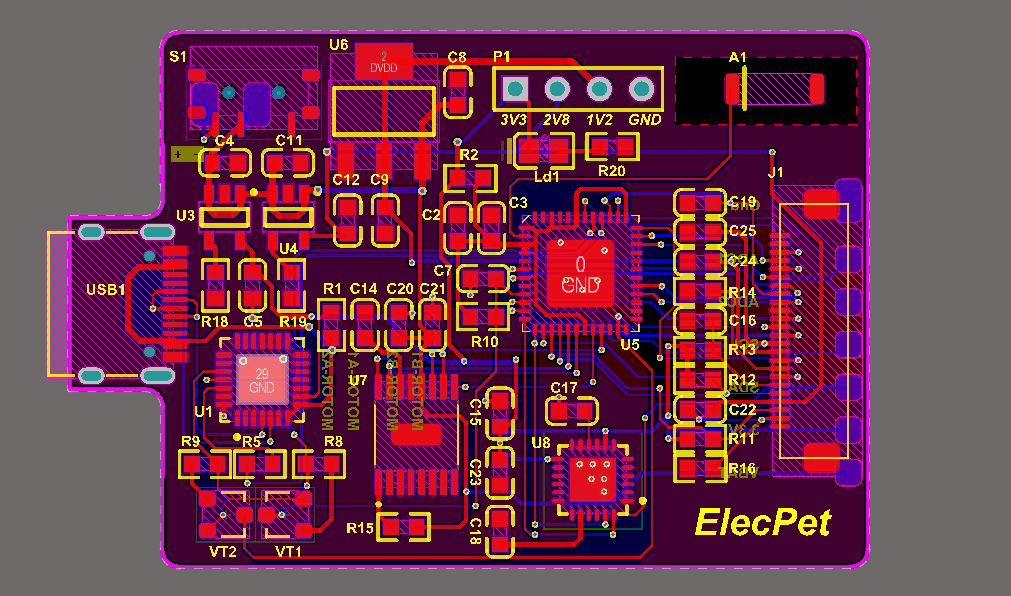 S1
U6
2
DVDD
C8
P1
A1
3V3
2V8
1V2
GND
+
C4
C11
R2
Ld1
R20
J1
C12
C9
C2
C3
C19
U3
C25
U4
C24
C7
0
GND
USB1
R14
R18
C5
R19
R1
C14
C20
C21
C16
R10
U5
R13
29
GND
U1
U7
R12
C17
C22
C15
R9
R5
R8
U8
R11
C23
R16
R15
C18
VT2
VT1
ElecPet